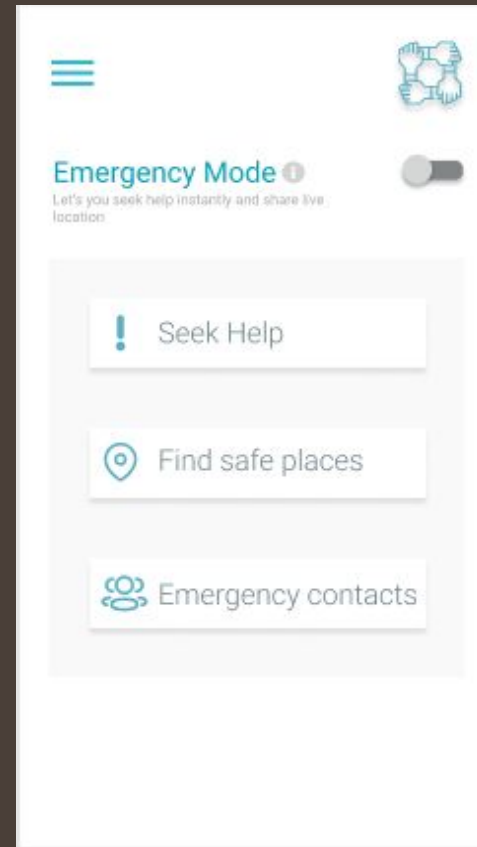 Emergency Mode
Let's you seek help instantly and share live
location
Seek Help
Find safe places
Emergency contacts